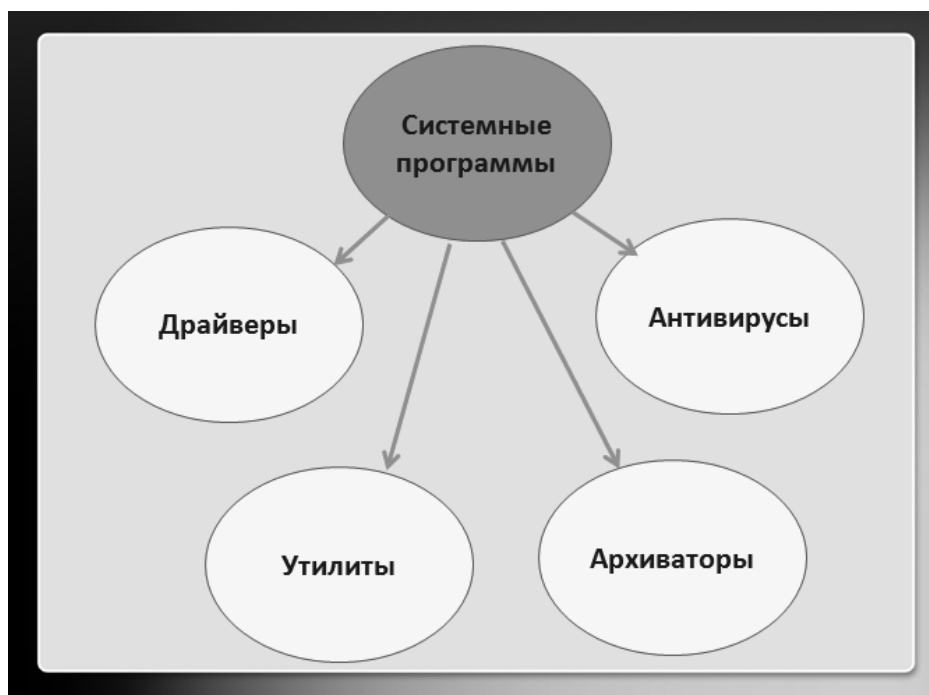 Системные
программы
Драйверы
Антивирусы
Утилиты
Архиваторы